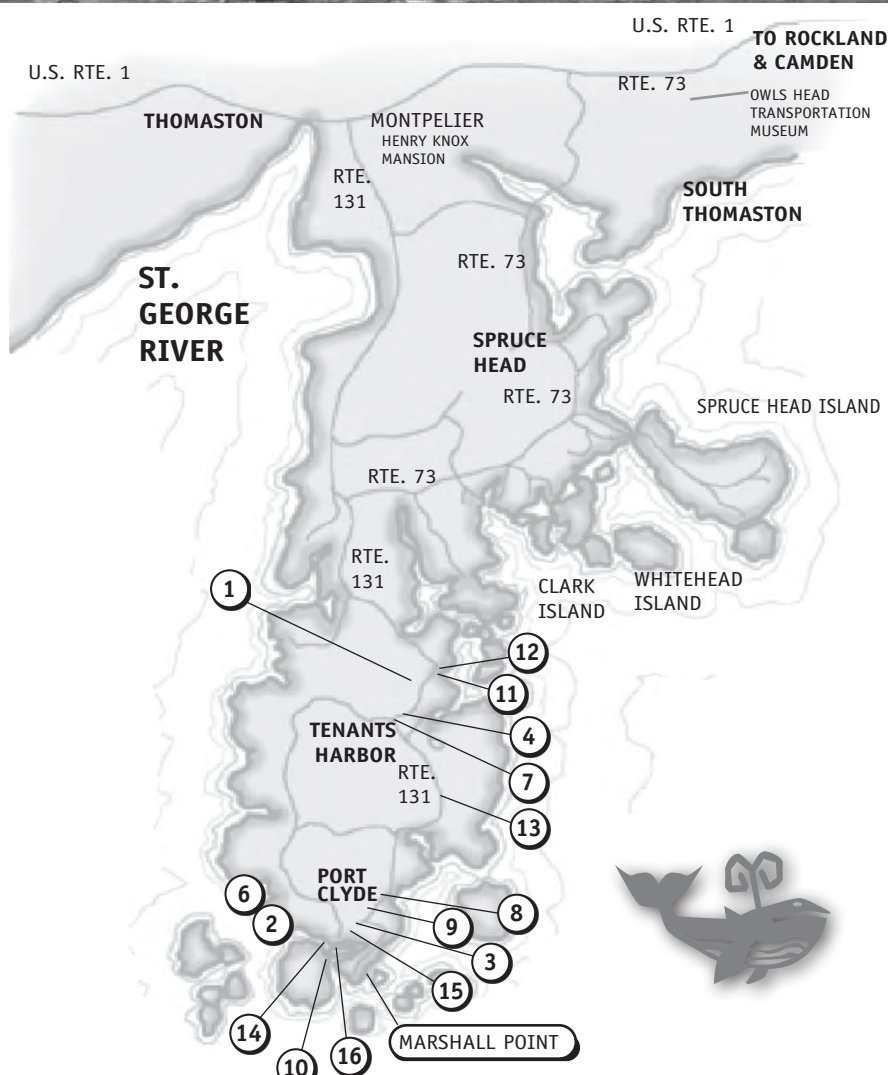 U.S. RTE. 1
TO ROCKLAND
& CAMDEN
U.S. RTE. 1
RTE. 73
OWLS HEAD
TRANSPORTATION
MUSEUM
THOMASTON
MONTPELIER
HENRY KNOX
MANSION
RTE.
131
SOUTH
THOMASTON
ST.
GEORGE
RIVER
RTE. 73
SPRUCE
HEAD
RTE. 73
SPRUCE HEAD ISLAND
RTE. 73
RTE.
131
CLARK
ISLAND
WHITEHEAD
ISLAND
1
12
11
4
TENANTS
HARBOR
7
RTE.
131
13
PORT
CLYDE
6
2
8
9
3
15
14
10
16
MARSHALL POINT